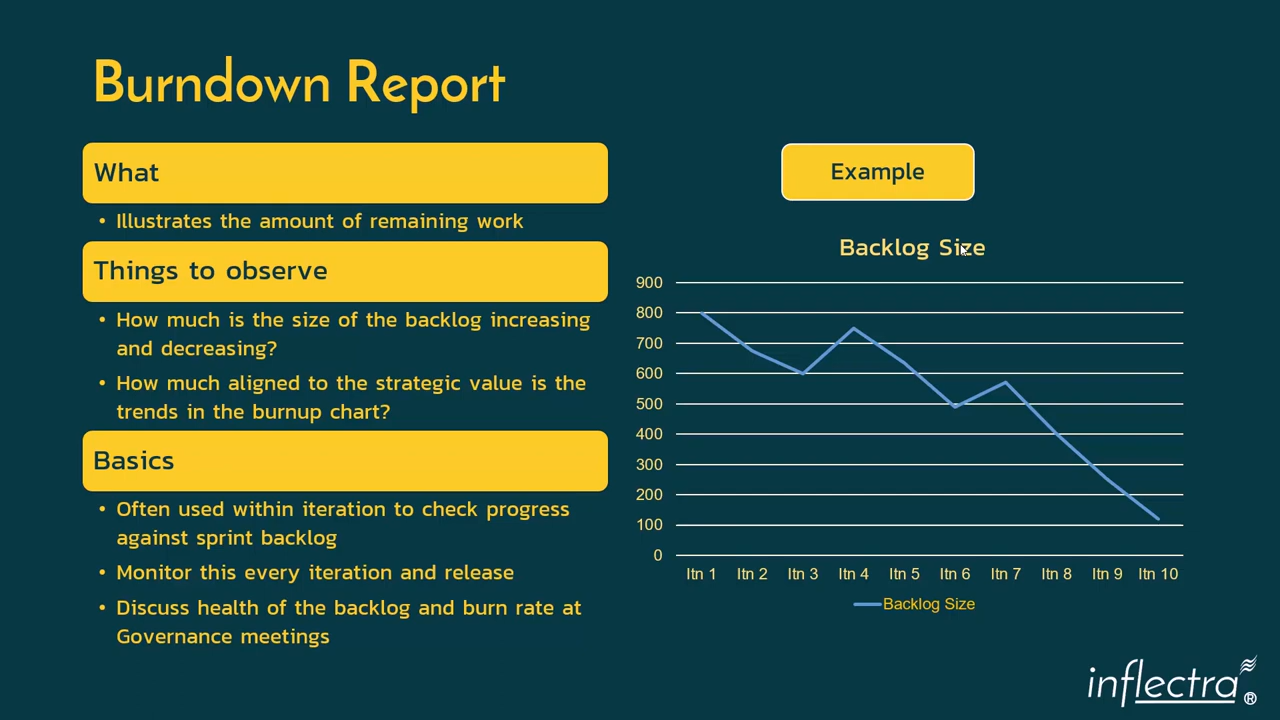 Burndown Report
What
• Illustrates the amount of remaining work
Things to observe
• How much is the size of the backlog increasing
and decreasing?
• How much aligned to the strategic value is the
trends in the burnup chart?
Basics
• Often used within iteration to check progress
against sprint backlog
• Monitor this every iteration and release
• Discuss health of the backlog and burn rate at
Governance meetings
Example
Backlog Size
900
800
700
600
500
400
300
200
100
0
Itn 1 Itn 2 Itn 3 Itn 4 Itn 5 Itn 6 Itn 7 Itn 8 Itn 9 Itn 10
Backlog Size
inflectra®